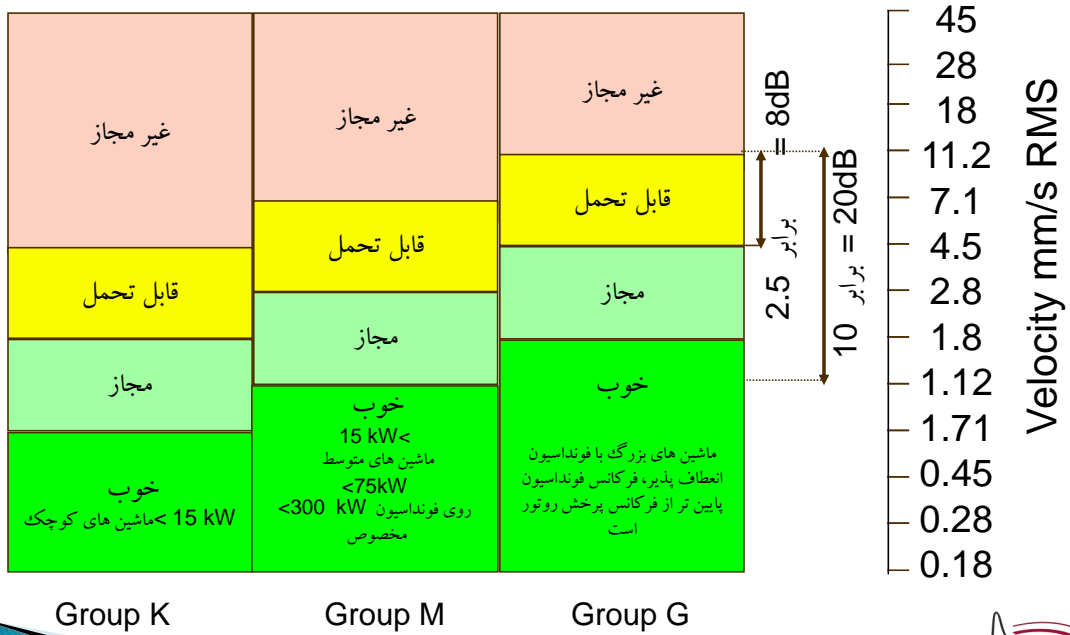 غیر مجاز
قابل تحمل
مجاز
خوب
15 kW >ماشین های کوچک
Group K
غیر مجاز
قابل تحمل
مجاز
خوب
15 kW<
ماشین های متوسط
<75kW
روی فونداسیون 300 kW<
مخصوص
Group M
غیر مجاز
قابل تحمل
مجاز
خوب
ماشین های بزرگ با فونداسیون
انعطاف پذیر، فرکانس فونداسیون
پایین تر از فرکانس پرخش روتور
است
Group G
2.5 برابر = 8dB
10 برابر = 20dB
45
28
18
11.2
7.1
4.5
2.8
1.8
1.12
1.71
0.45
0.28
0.18
Velocity mm/s RMS